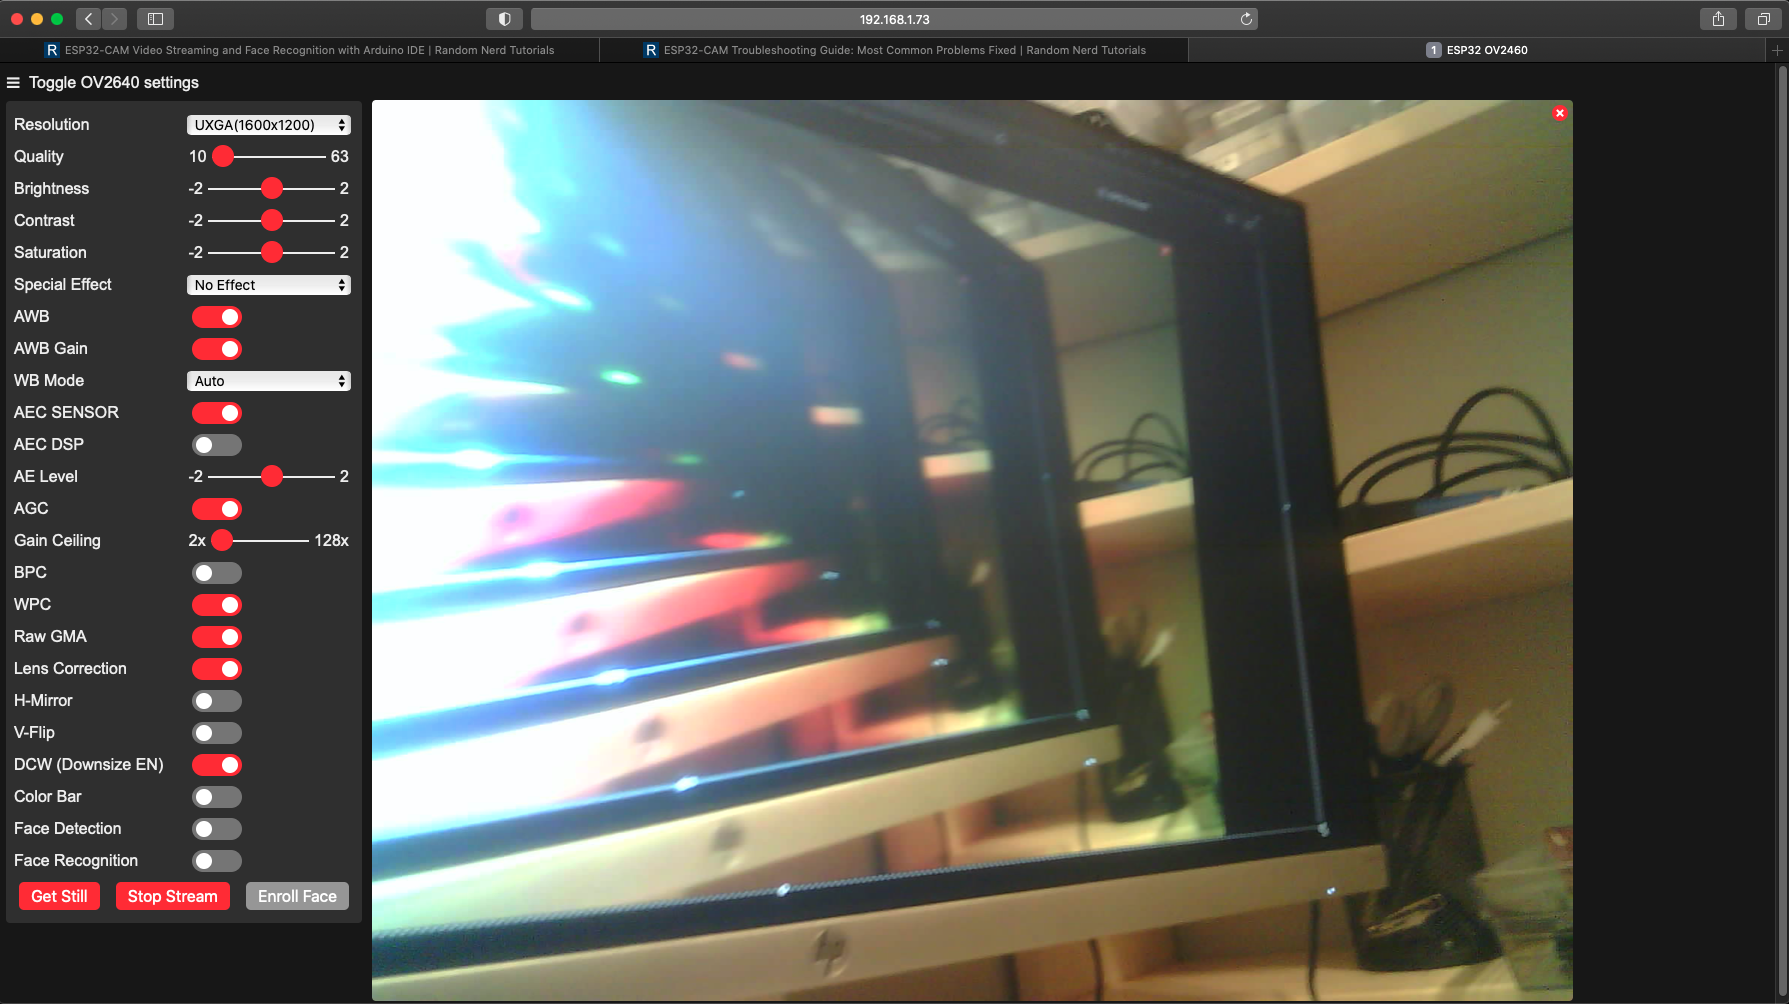 192.168.1.73
R ESP32-CAM Video Streaming and Face Recognition with Arduino IDE | Random Nerd Tutorials
R ESP32-CAM Troubleshooting Guide: Most Common Problems Fixed | Random Nerd Tutorials
1 ESP32 OV2460
Toggle OV2640 settings
Resolution UXGA(1600x1200)
Quality 10 63
Brightness -2 2
Contrast -2 2
Saturation -2 2
Special Effect No Effect
AWB
AWB Gain
WB Mode Auto
AEC SENSOR
AEC DSP
AE Level -2 2
AGC
Gain Ceiling 2x 128x
BPC
WPC
Raw GMA
Lens Correction
H-Mirror
V-Flip
DCW (Downsize EN)
Color Bar
Face Detection
Face Recognition
Get Still Stop Stream Enroll Face
hp